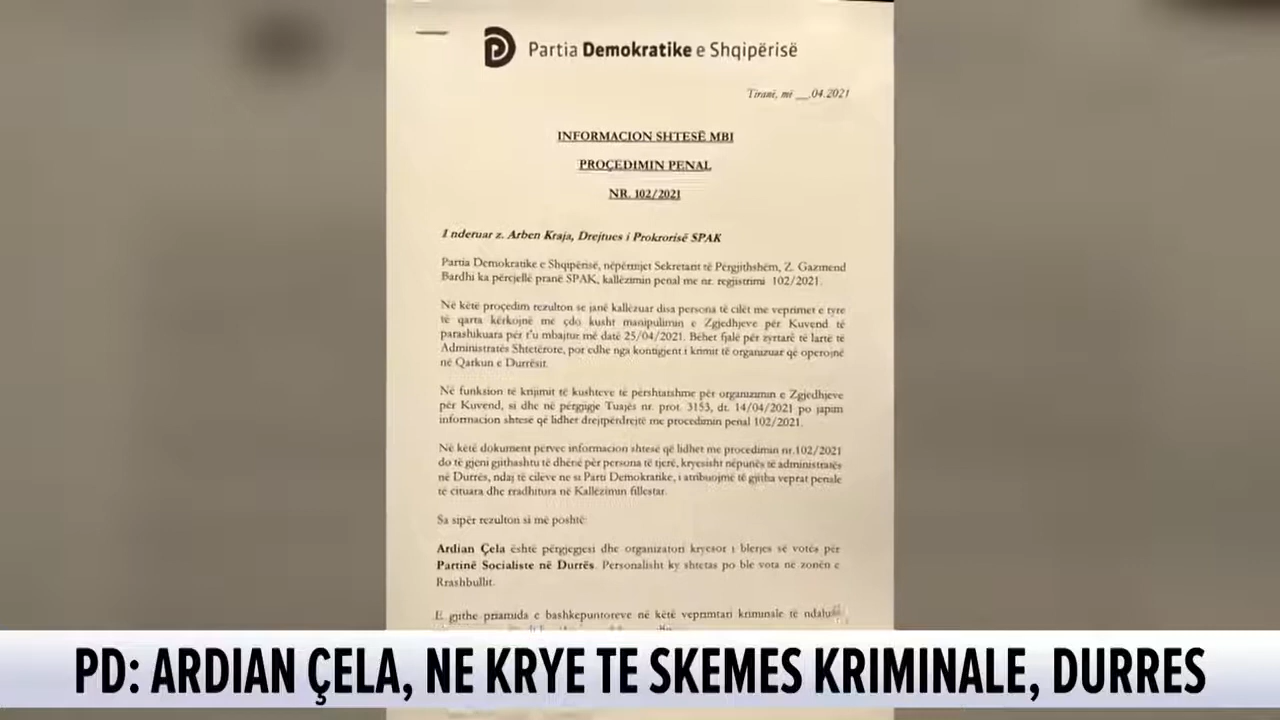 Partia Demokratike e Shqipërisë
Tiranë, më __.04.2021
INFORMACION SHTESË MBI
PROÇEDIMIN PENAL
NR. 102/2021
I nderuar z. Arben Kraja, Drejtues i Prokrorisë SPAK
Partia Demokratike e Shqipërisë, nëpërmjet Sekretant të Përgjithshëm, Z. Gazmend
Bardhi ka përcjellë pranë SPAK, kallëzimin penal me nr. regjistrimi 102/2021.
Në këtë proçedim rezulton se janë kallëzuar disa persona të cilët me veprimet e tyre
të qarta kërkojnë me çdo kusht manipulimin e Zgjedhjeve për Kuvend të
parashikuara për t'u mbajtur më datë 25/04/2021. Bëhet fjalë për zyrtarë të lartë të
Administratës Shtetërore, por edhe nga kontigjent i krimit të organizuar që operojnë
në Qarkun e Durrësit.
Në funksion të krijimit të kushteve të përshtatshme për organizimin e Zgjedhjeve
për Kuvend, si dhe në përgjigje Tuajës nr. prot. 3153, dt. 14/04/2021 po japim
informacion shtesë që lidhet drejtpërdrejtë me procedimin penal 102/2021.
Në këtë dokument përveç informacion shtesë që lidhet me procedimin nr.102/2021
do të gjeni gjithashtu të dhënë për persona të tjerë, kryesisht nëpunës të administratës
në Durrës, ndaj të cilëve ne si Parti Demokratike, i atribuojmë të gjitha veprat penale
të cituara dhe rradhitura në Kallëzimin fillestar.
Sa sipër rezulton si më poshtë:
Ardian Çela është përgjegjësi dhe organizatori kryesor i blerjes së votës për
Partinë Socialiste në Durrës. Personalisht ky shtetas po ble vota në zonën e
Rrashbullit.
E gjithë priamida e bashkëpuntorëve në këtë veprimtari kriminale të ndaluar
PD: ARDIAN ÇELA, NE KRYE TE SKEMES KRIMINALE, DURRES